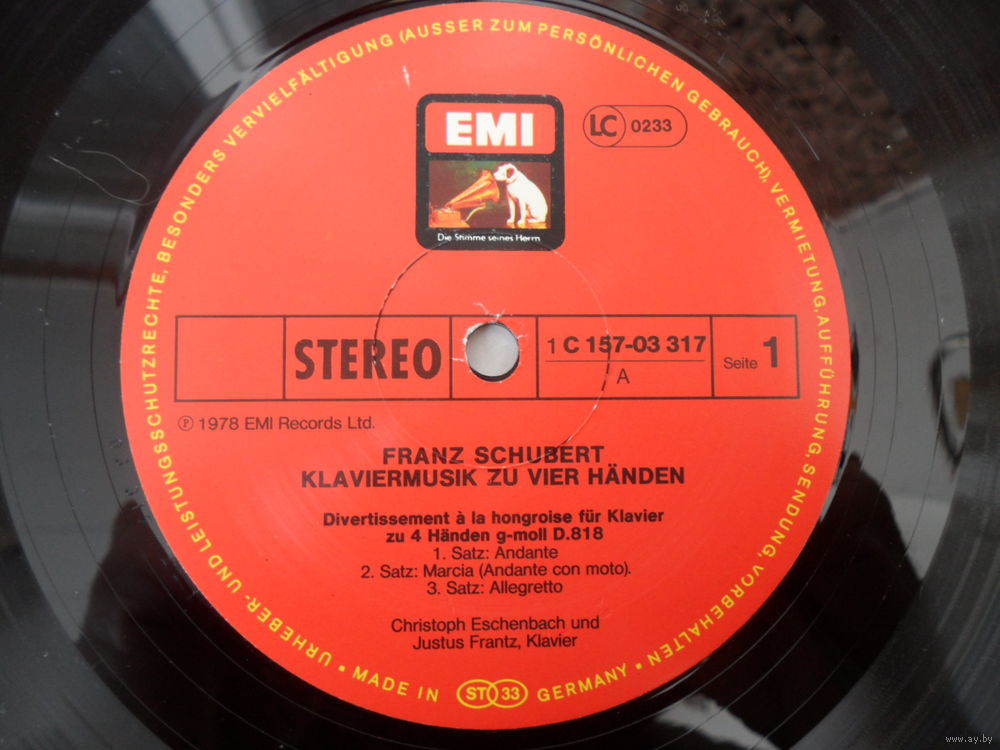 URHEBER- UND LEISTUNGSSCHUTZRECHTE, BESONDERS VERVIELFÄLTIGUNG (AUSSER ZUM PERSÖNLICHEN GEBRAUCH), VERMIETUNG, AUFFÜHRUNG, SENDUNG, VORBEHALTEN
EMI
LC 0233
Die Stimme seines Herrn
STEREO
1 C 157-03 317
A
Seite 1
℗ 1978 EMI Records Ltd.
FRANZ SCHUBERT
KLAVIERMUSIK ZU VIER HÄNDEN
Divertissement à la hongroise für Klavier
zu 4 Händen g-moll D.818
1. Satz: Andante
2. Satz: Marcia (Andante con moto).
3. Satz: Allegretto
Christoph Eschenbach und
Justus Frantz, Klavier
MADE IN ST 33 GERMANY
www.ay.by